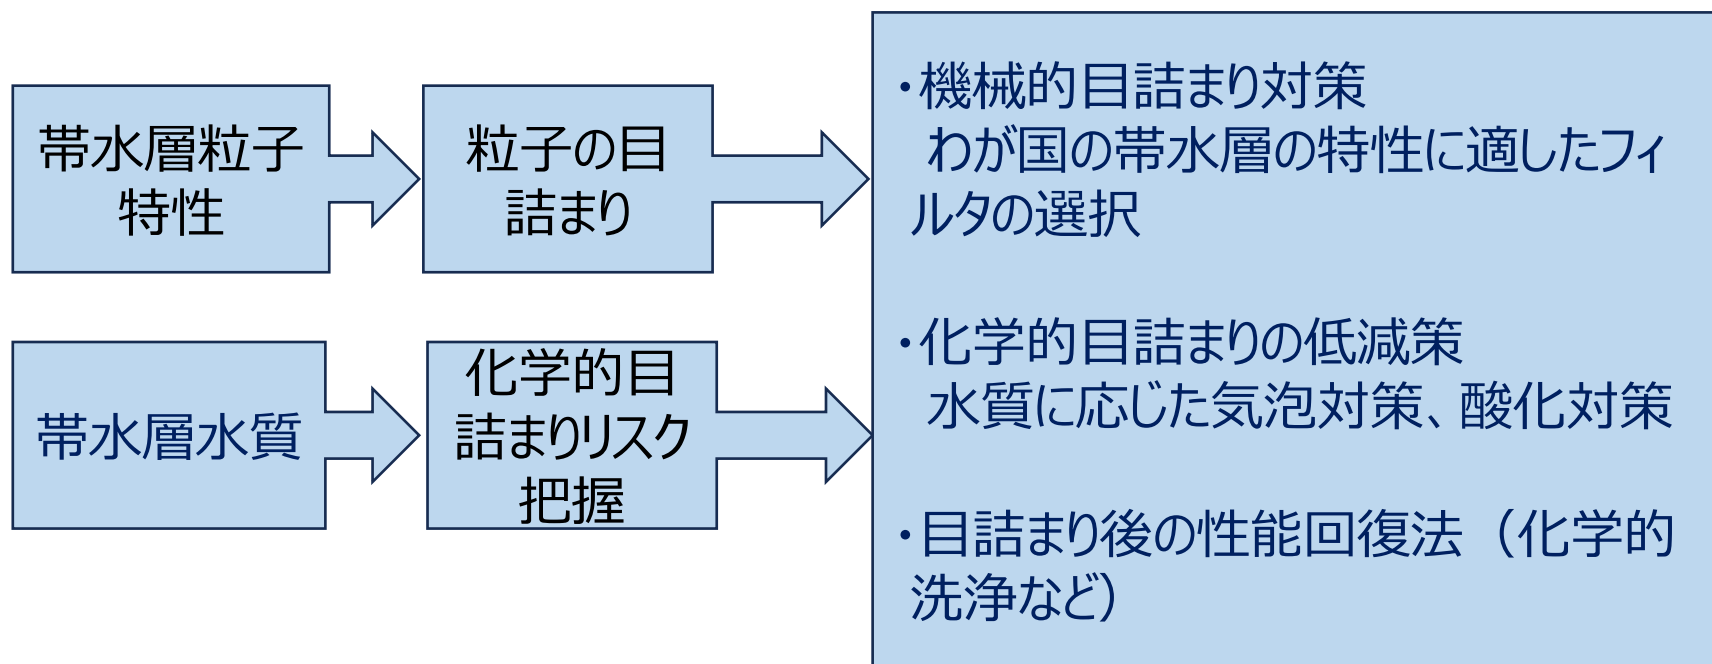 帯水層粒子
特性
粒子の目
詰まり
帯水層水質
化学的目
詰まりリスク
把握
・機械的目詰まり対策
わが国の帯水層の特性に適したフィ
ルタの選択
・化学的目詰まりの低減策
水質に応じた気泡対策、酸化対策
・目詰まり後の性能回復法（化学的
洗浄など）